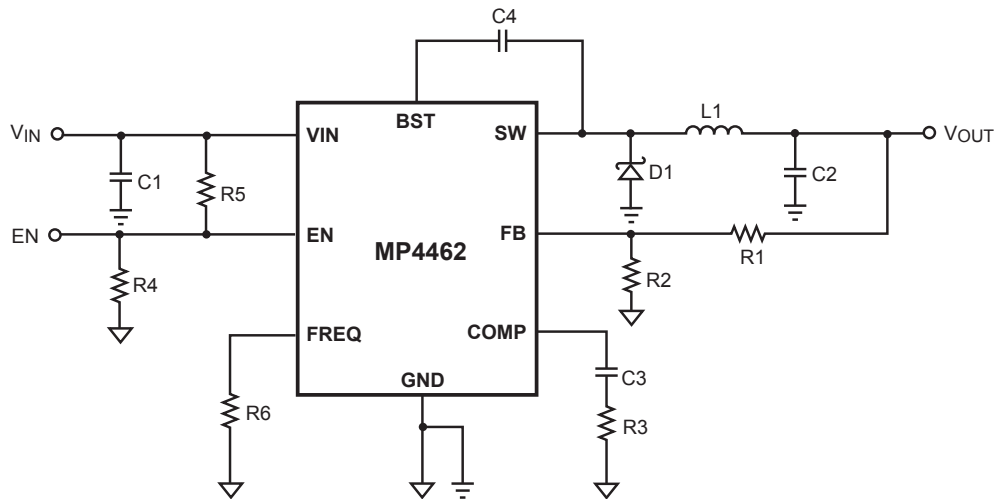 C4
VIN
VIN
BST
SW
L1
VOUT
C1
R5
D1
C2
EN
EN
MP4462
FB
R1
R4
R2
FREQ
COMP
C3
GND
R6
R3